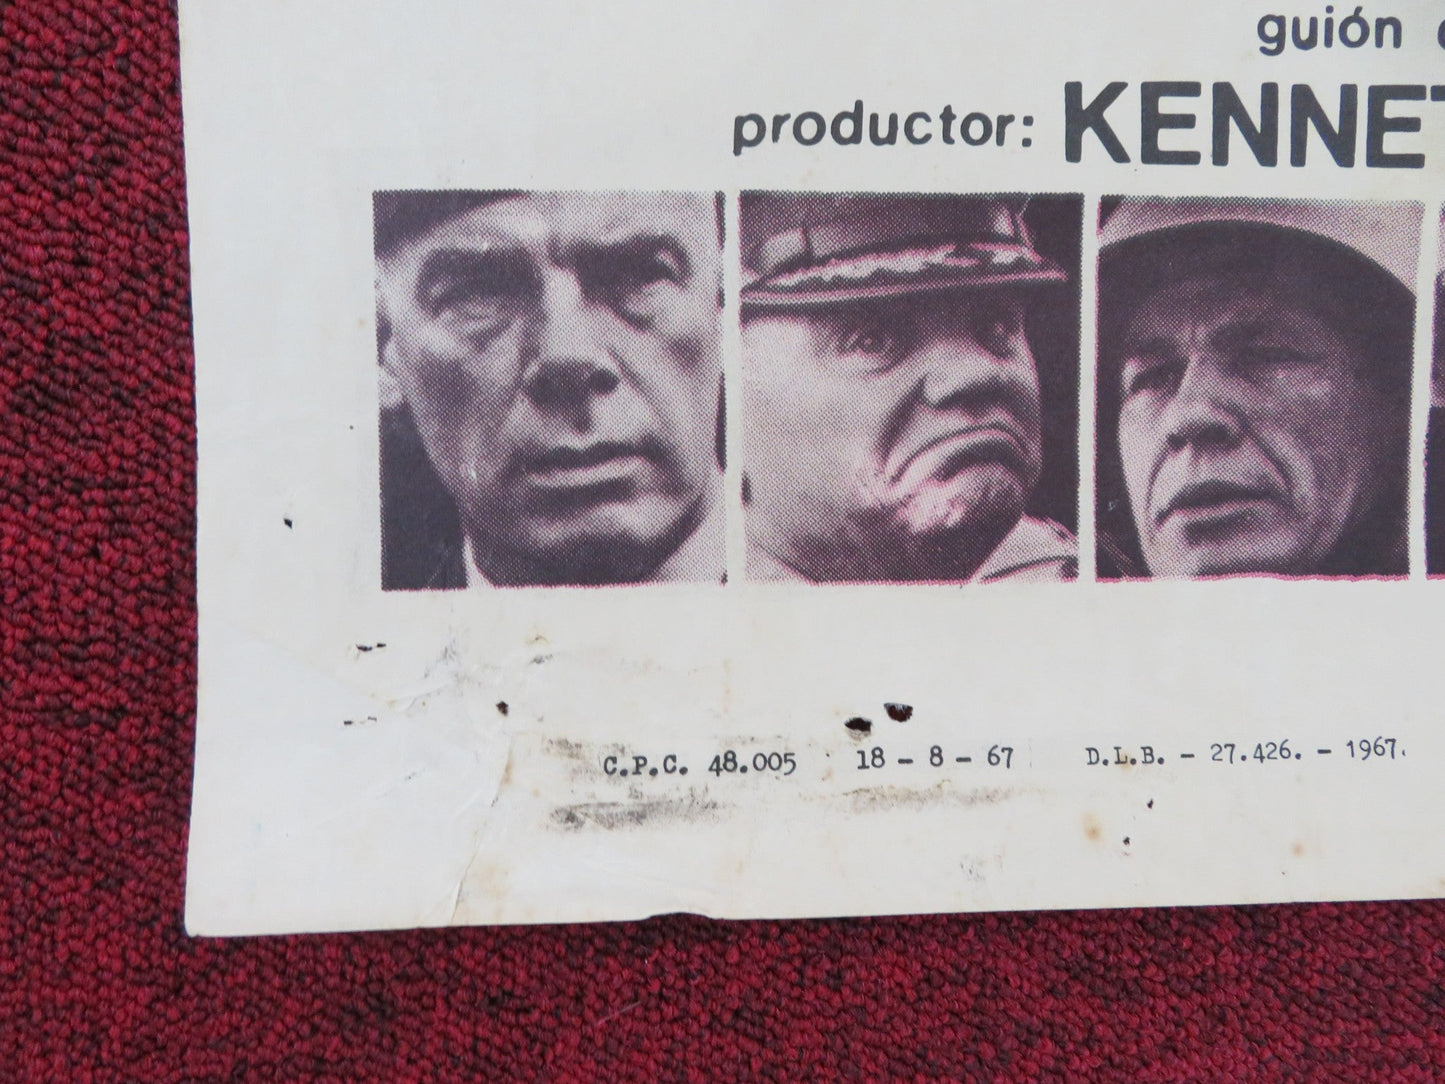 guión
productor: KENNET
C.P.C. 48.005 18 - 8 - 67 D.L.B. - 27.426. - 1967.